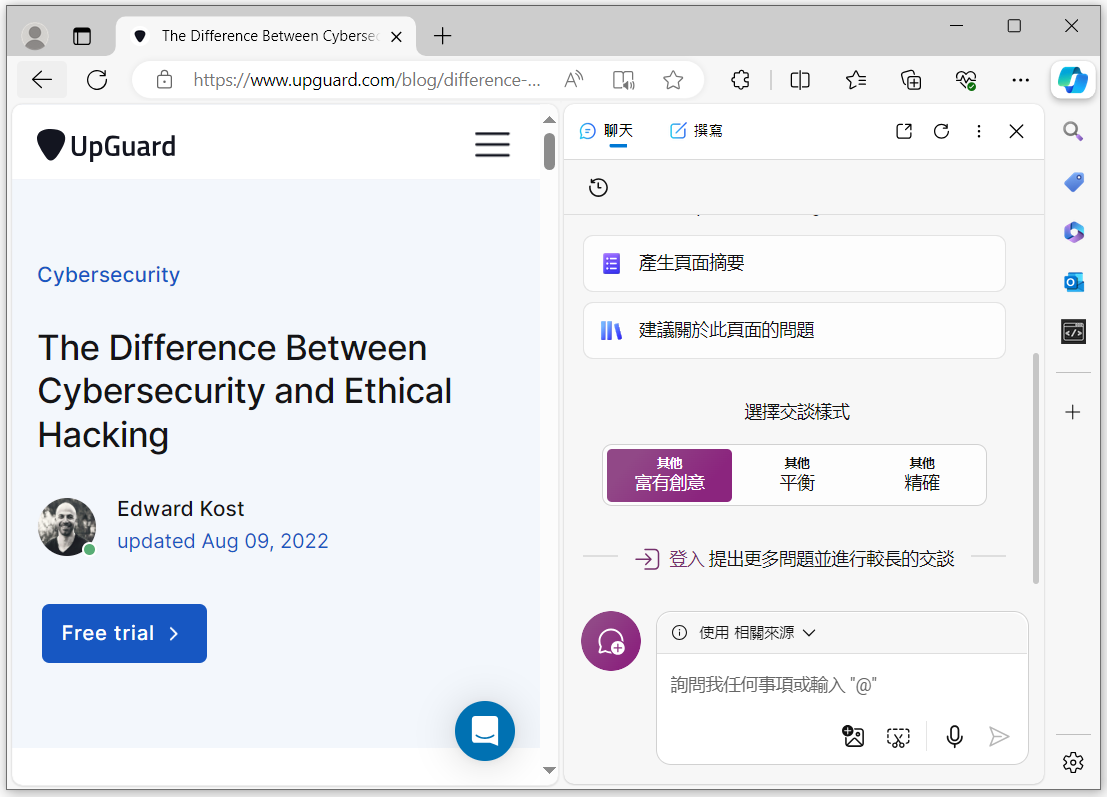 The Difference Between Cybersec
https://www.upguard.com/blog/difference-...
UpGuard
Cybersecurity
The Difference Between
Cybersecurity and Ethical
Hacking
Edward Kost
updated Aug 09, 2022
Free trial
聊天
撰寫
產生頁面摘要
建議關於此頁面的問題
選擇交談樣式
其他
富有創意
其他
平衡
其他
精確
登入 提出更多問題並進行較長的交談
使用 相關來源
詢問我任何事項或輸入 "@"